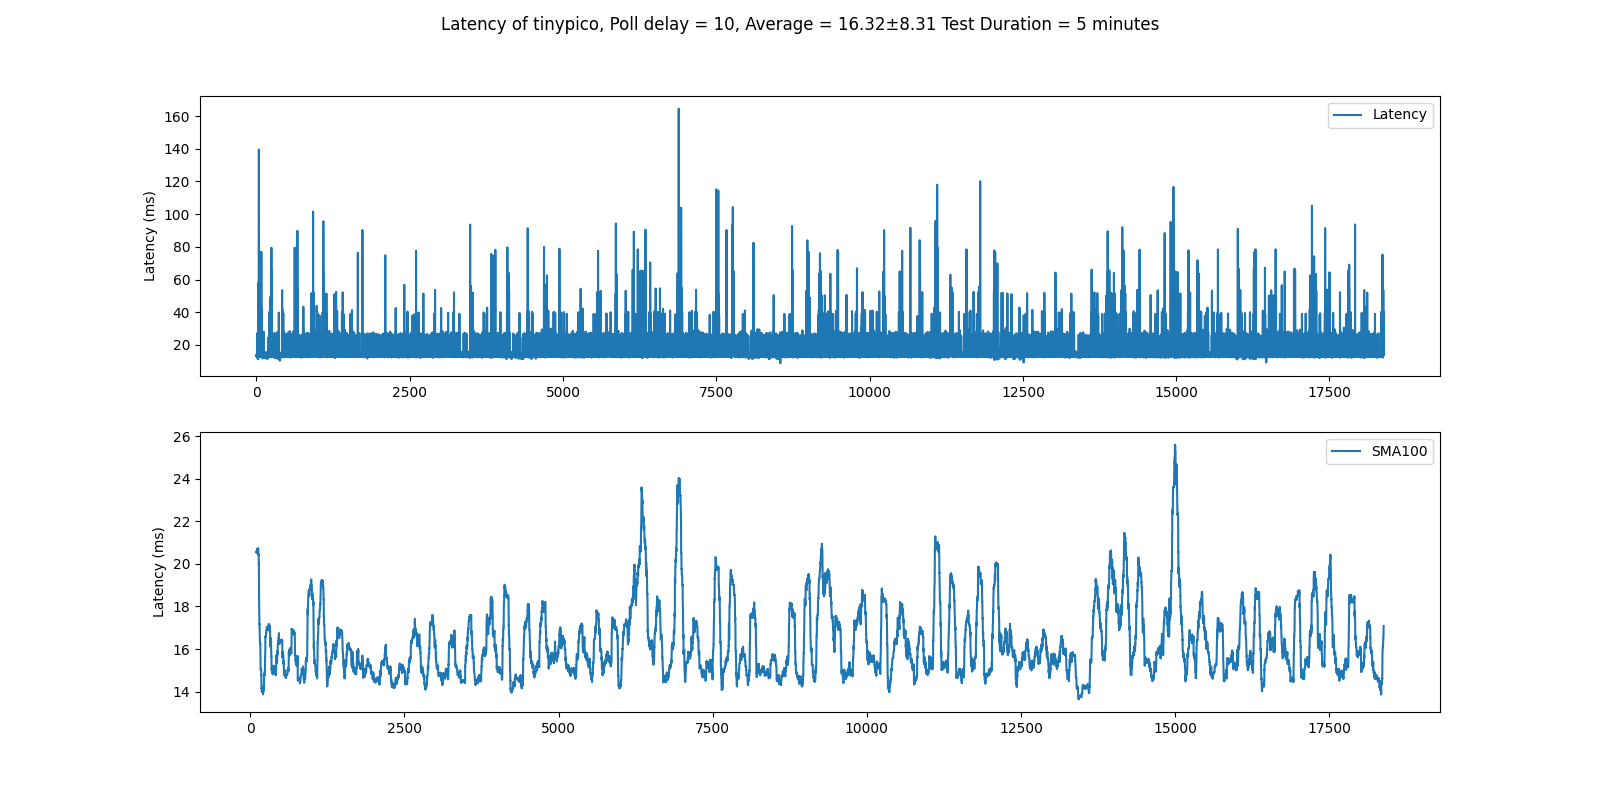 Latency of tinypico, Poll delay = 10, Average = 16.32±8.31 Test Duration = 5 minutes
160
140
120
100
80
60
40
20
Latency (ms)
Latency
0 2500 5000 7500 10000 12500 15000 17500
26
24
22
20
18
16
14
Latency (ms)
SMA100
0 2500 5000 7500 10000 12500 15000 17500